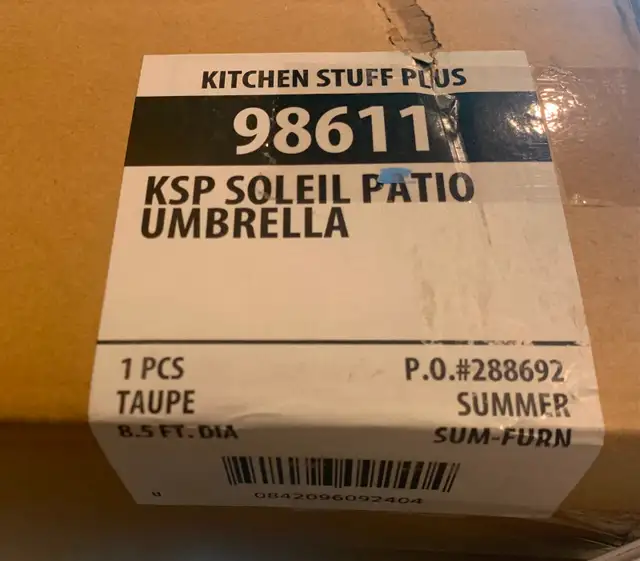 KITCHEN STUFF PLUS
98611
KSP SOLEIL PATIO
UMBRELLA
1 PCS P.O.#288692
TAUPE SUMMER
8.5 FT. DIA SUM-FURN
0842096092404
U